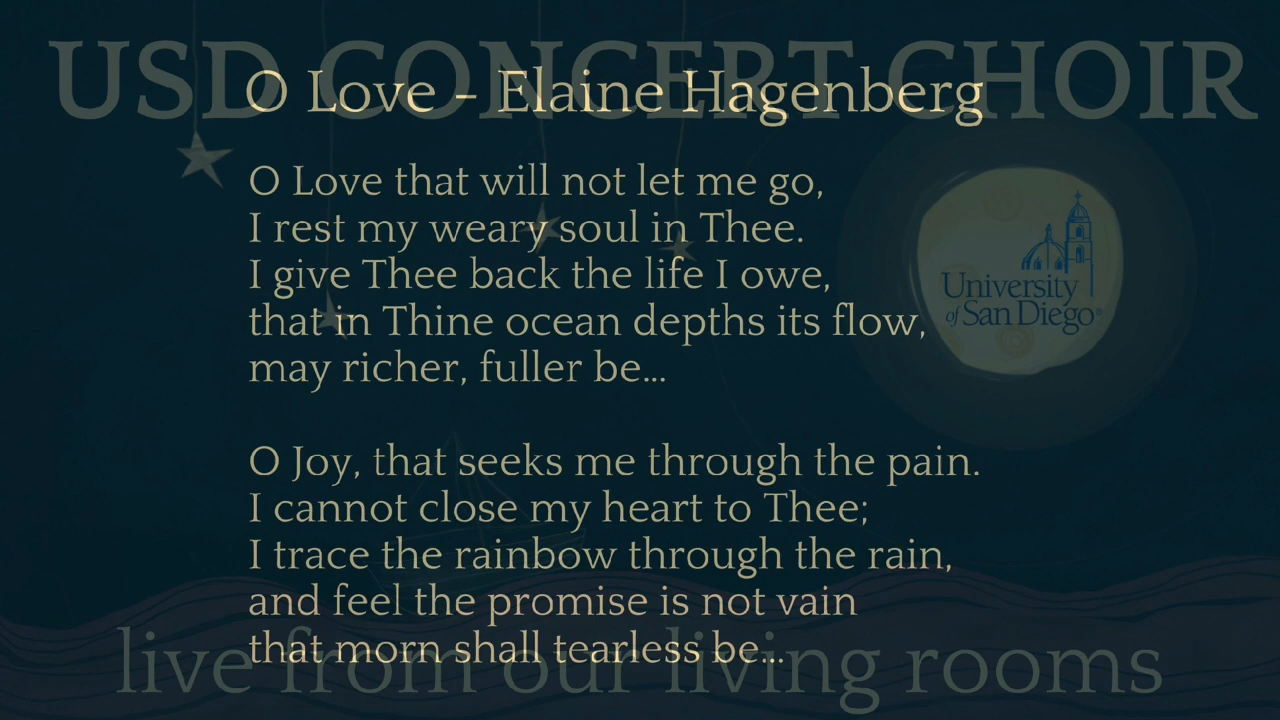 USD CONCERT CHOIR
O Love – Elaine Hagenberg
O Love that will not let me go,
I rest my weary soul in Thee.
I give Thee back the life I owe,
that in Thine ocean depths its flow,
may richer, fuller be...
University
of San Diego®
O Joy, that seeks me through the pain.
I cannot close my heart to Thee;
I trace the rainbow through the rain,
and feel the promise is not vain
that morn shall tearless be...
live from our living rooms